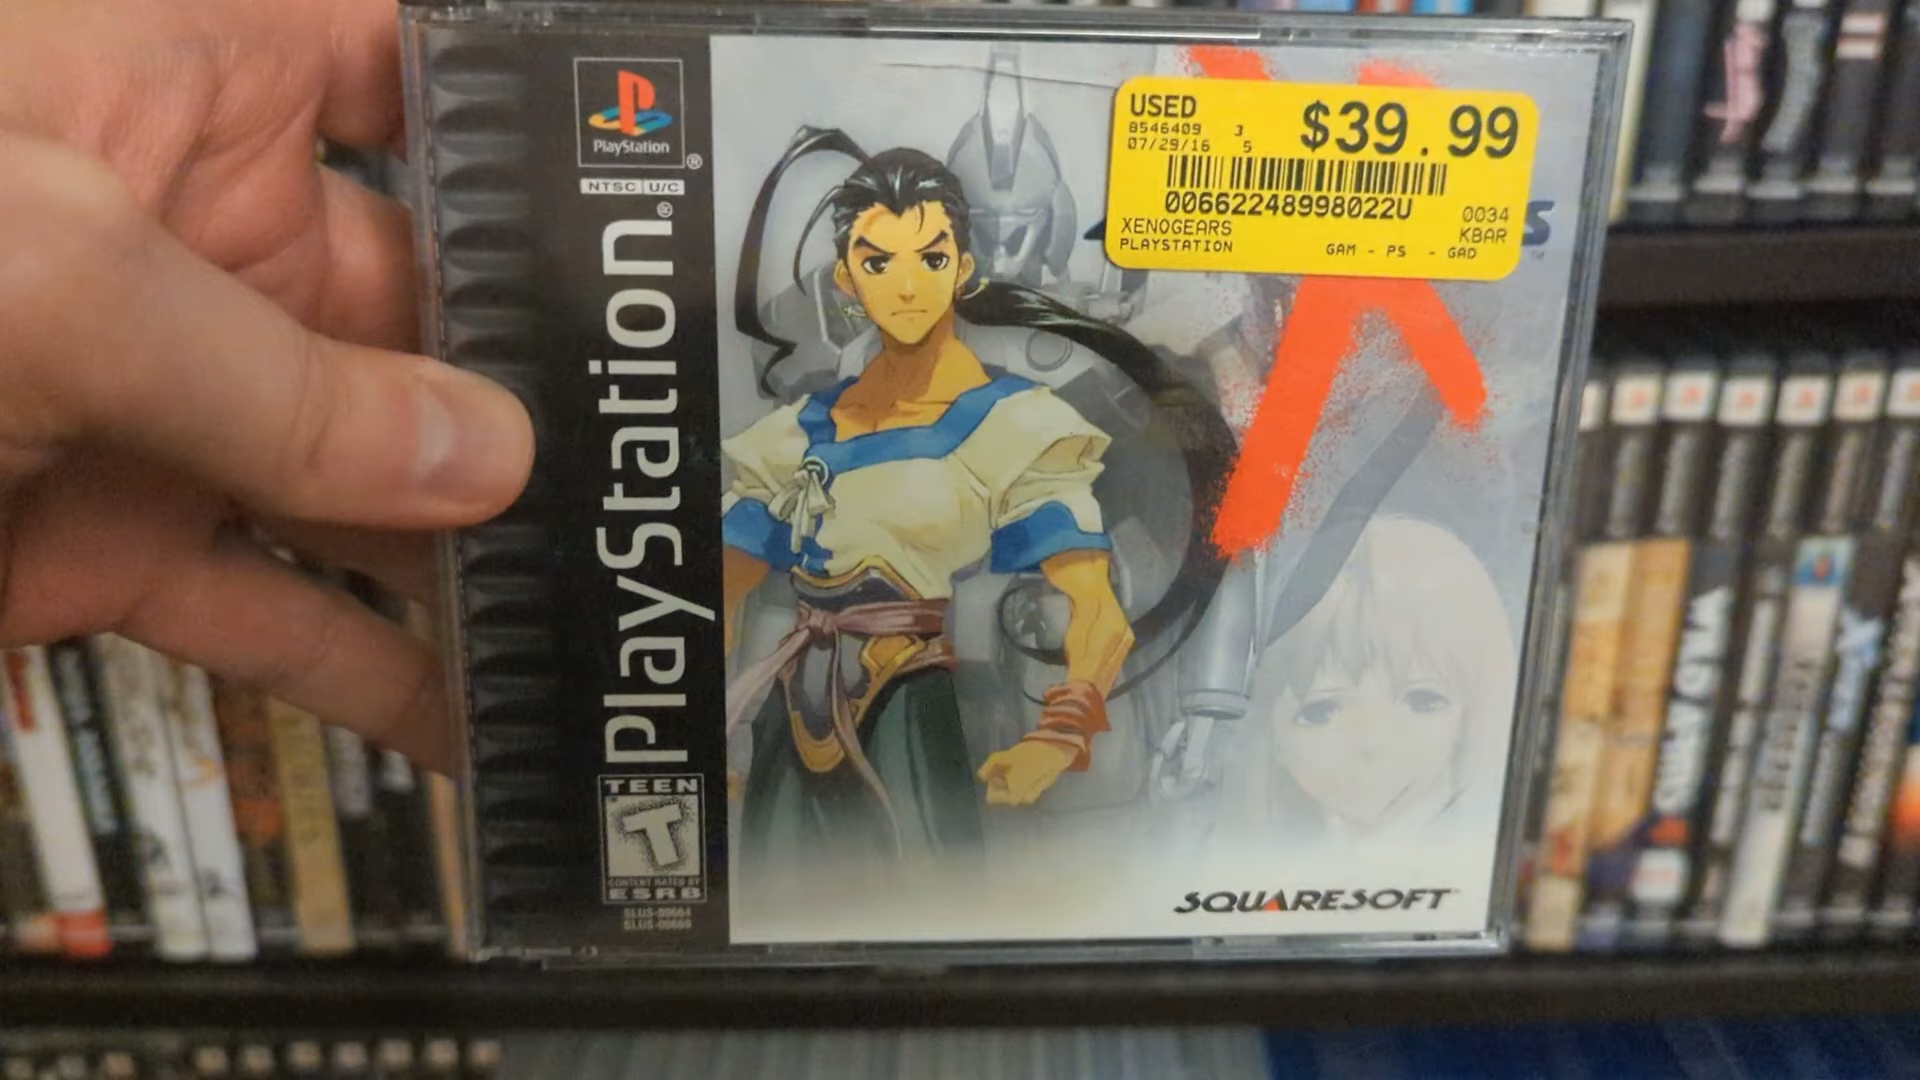 PlayStation
®
NTSC U/C
PlayStation®
TEEN
T
CONTENT RATED BY
ESRB
SLUS-00664
SLUS-00669
USED
8546409 3
07/29/16 5
$39.99
00662248998022U
XENOGEARS
PLAYSTATION
0034
KBAR
GAM - PS - GAD
S
TM
SQUARESOFT